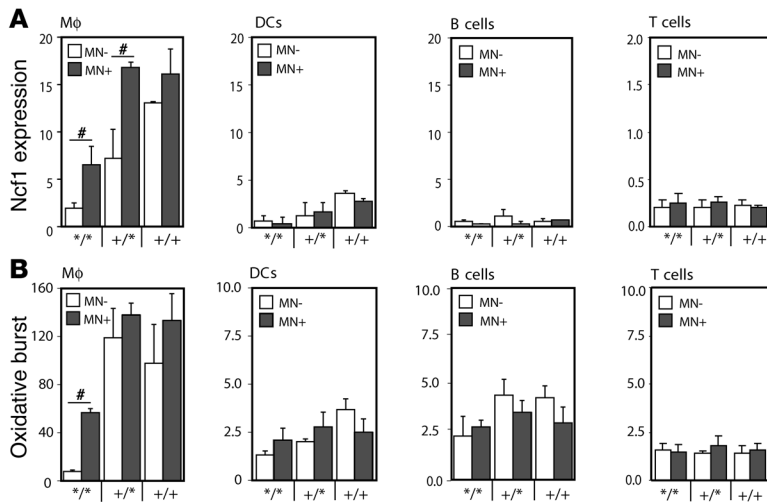 A
Mϕ
DCs
B cells
T cells
Ncf1 expression
20
15
10
5
0
MN-
MN+
#
#
*/*
+/*
+/+
20
15
10
5
0
MN-
MN+
*/*
+/*
+/+
20
15
10
5
0
MN-
MN+
*/*
+/*
+/+
2.0
1.5
1.0
0.5
0.0
MN-
MN+
*/*
+/*
+/+
B
Mϕ
DCs
B cells
T cells
Oxidative burst
160
120
80
40
0
MN-
MN+
#
*/*
+/*
+/+
10.0
7.5
5.0
2.5
0.0
MN-
MN+
*/*
+/*
+/+
10.0
7.5
5.0
2.5
0.0
MN-
MN+
*/*
+/*
+/+
10.0
7.5
5.0
2.5
0.0
MN-
MN+
*/*
+/*
+/+